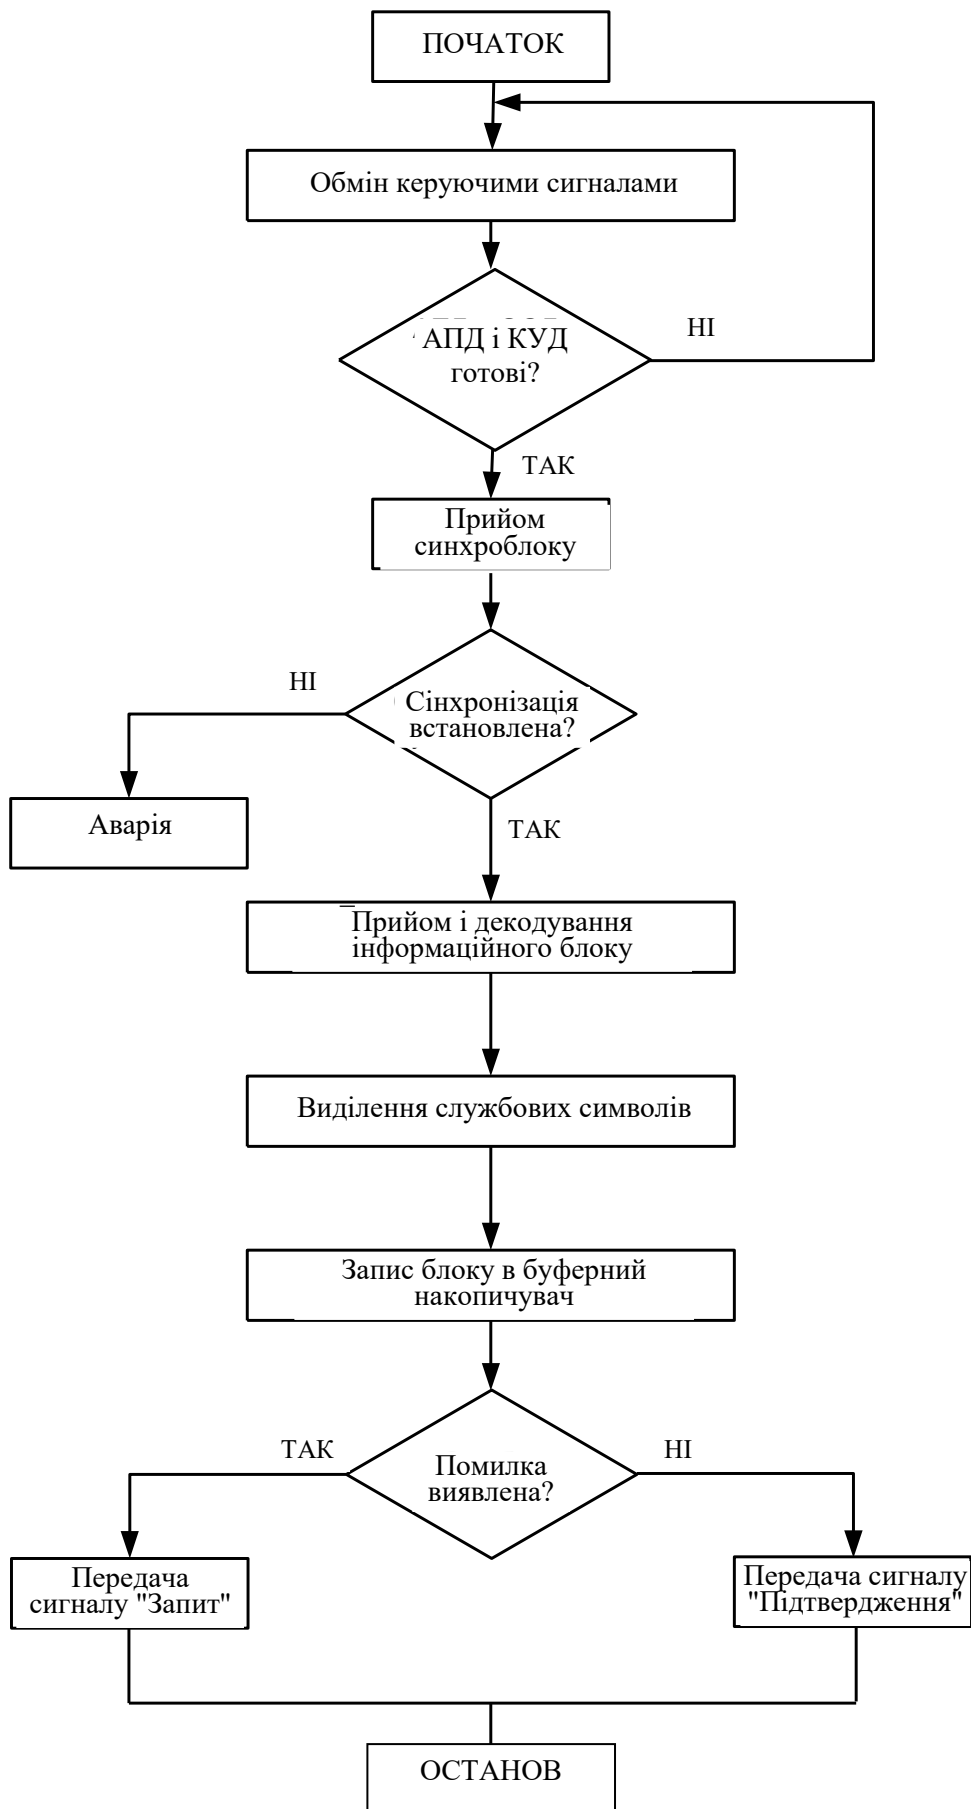 ПОЧАТОК
Обмін керуючими сигналами
АПД і КУД
готові?
НІ
ТАК
Прийом
синхроблоку
НІ
Сінхронізація
встановлена?
Аварія
ТАК
Прийом і декодування
інформаційного блоку
Виділення службових символів
Запис блоку в буферний
накопичувач
ТАК
НІ
Помилка
виявлена?
Передача
сигналу "Запит"
Передача сигналу
"Підтвердження"
ОСТАНОВ